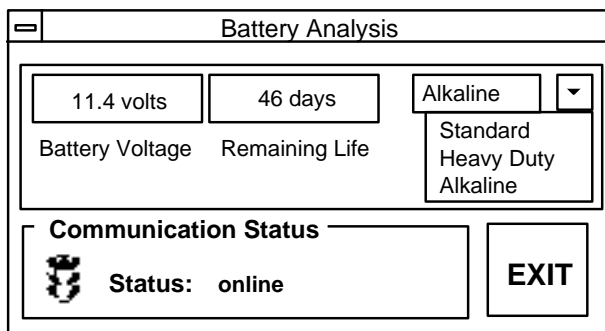 Battery Analysis
11.4 volts
46 days
Alkaline
Battery Voltage
Remaining Life
Standard
Heavy Duty
Alkaline
Communication Status
Status: online
EXIT